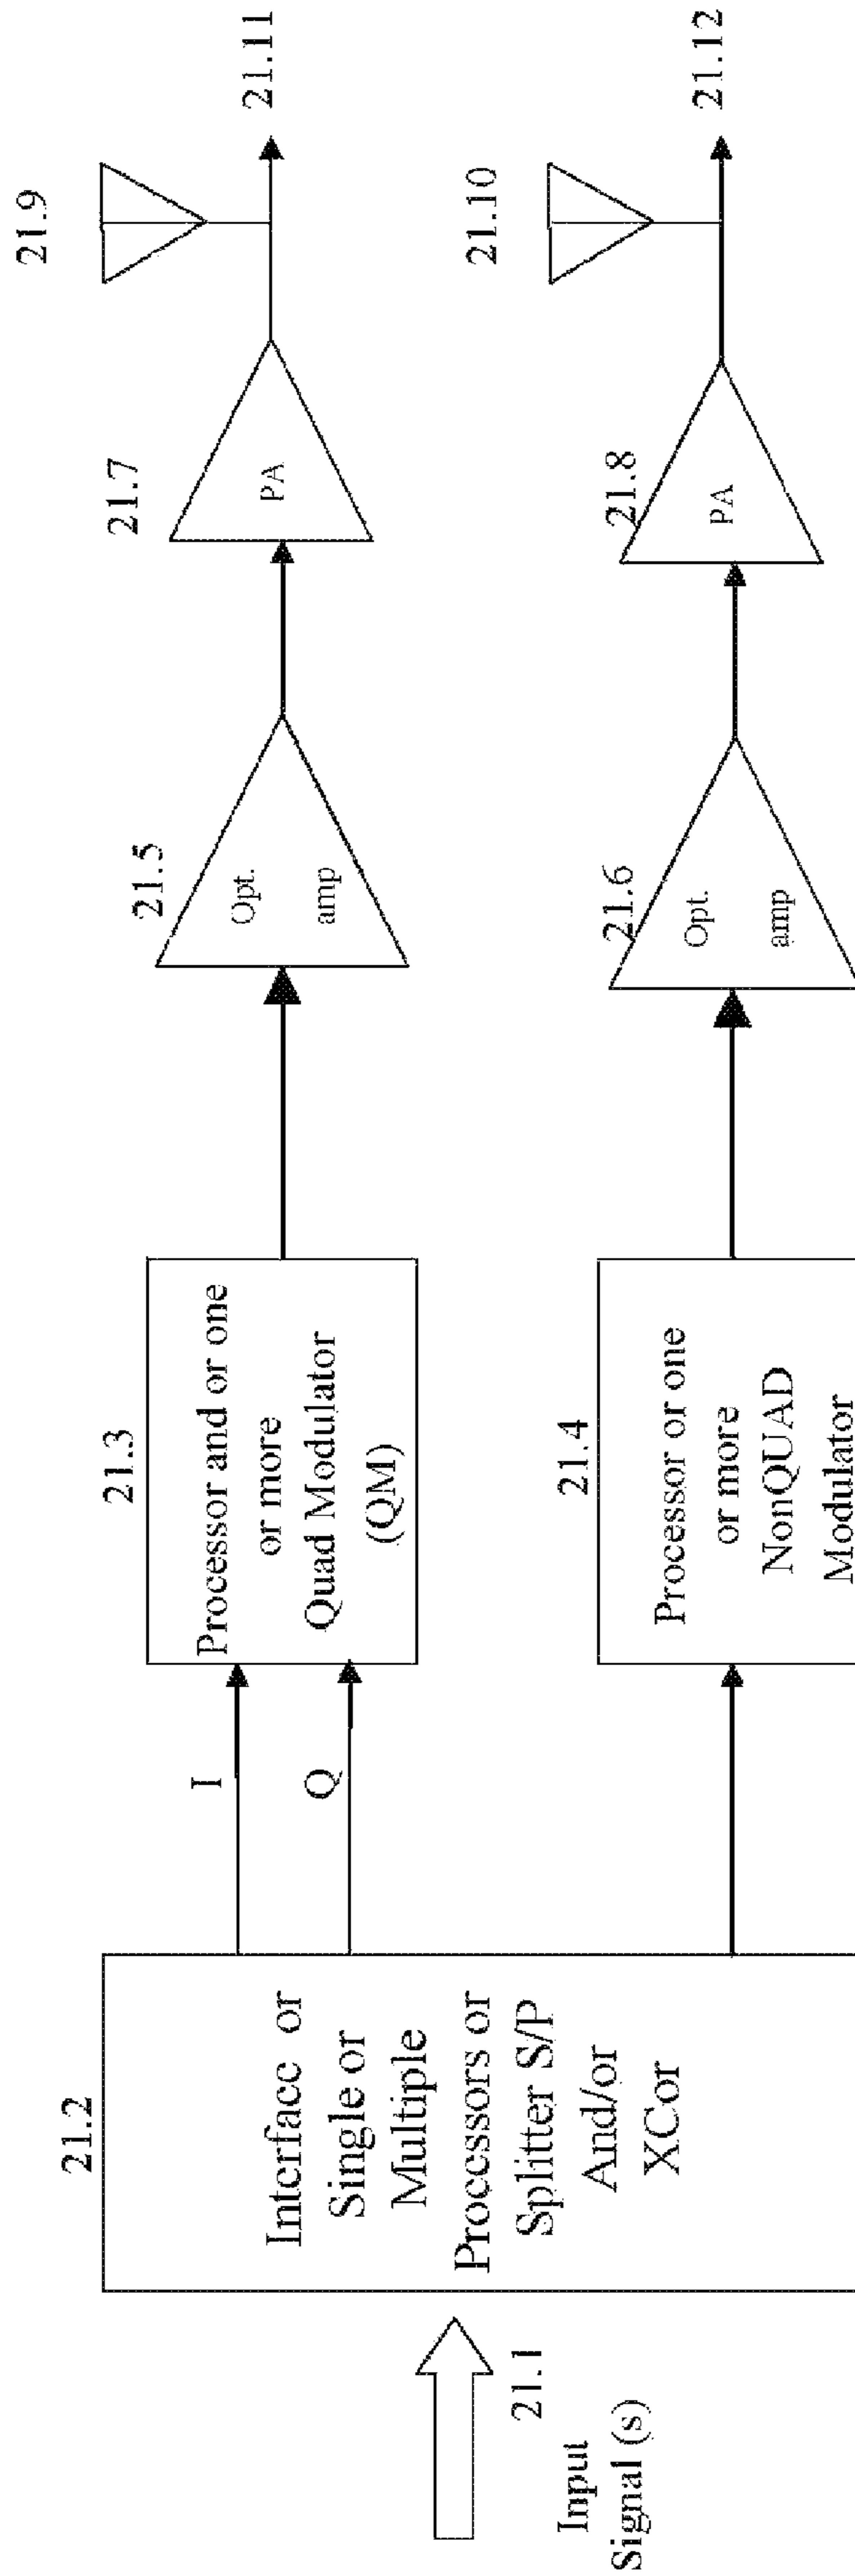 21.1
Input
Signal (s)
21.2
Interface or
Single or
Multiple
Processors or
Splitter S/P
And/or
XCor
I
Q
21.3
Processor and or one
or more
Quad Modulator
(QM)
21.5
Opt.
amp
21.7
PA
21.9
21.11
21.4
Processor or one
or more
NonQUAD
Modulator
21.6
Opt.
amp
21.8
PA
21.10
21.12